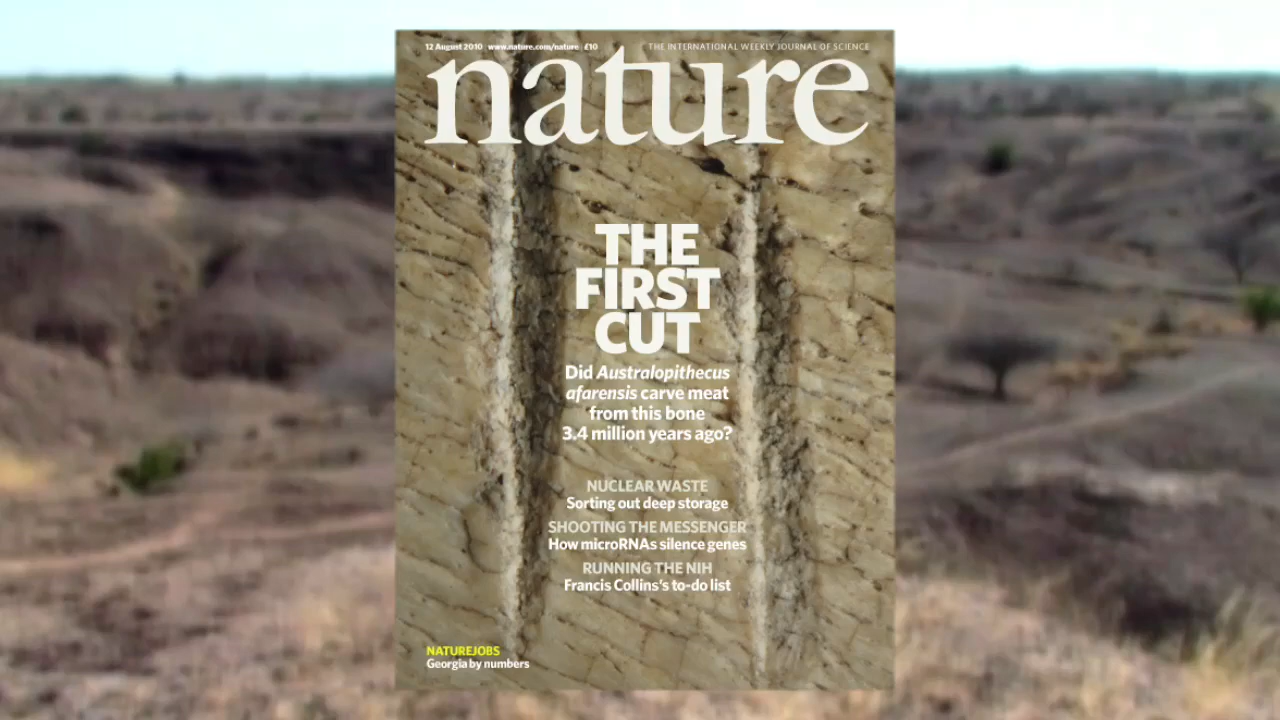 12 August 2010 | www.nature.com/nature | £10
THE INTERNATIONAL WEEKLY JOURNAL OF SCIENCE
nature
THE
FIRST
CUT
Did Australopithecus
afarensis carve meat
from this bone
3.4 million years ago?
NUCLEAR WASTE
Sorting out deep storage
SHOOTING THE MESSENGER
How microRNAs silence genes
RUNNING THE NIH
Francis Collins's to-do list
NATUREJOBS
Georgia by numbers